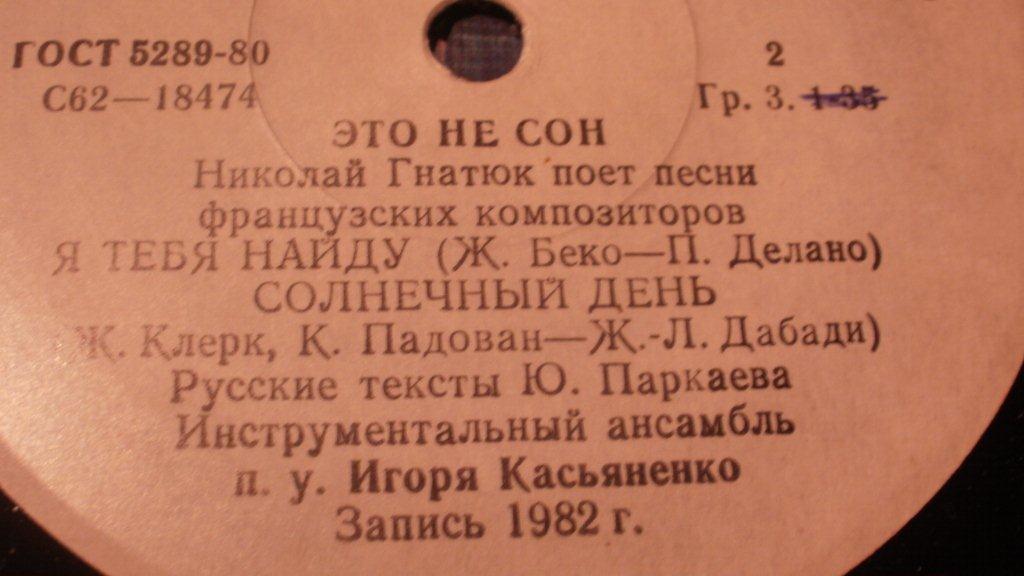 ГОСТ 5289-80
2
С62—18474
Гр. 3. 1-35
ЭТО НЕ СОН
Николай Гнатюк поет песни
французских композиторов
Я ТЕБЯ НАЙДУ (Ж. Беко—П. Делано)
СОЛНЕЧНЫЙ ДЕНЬ
Ж. Клерк, К. Падован—Ж.-Л. Дабади)
Русские тексты Ю. Паркаева
Инструментальный ансамбль
п. у. Игоря Касьяненко
Запись 1982 г.